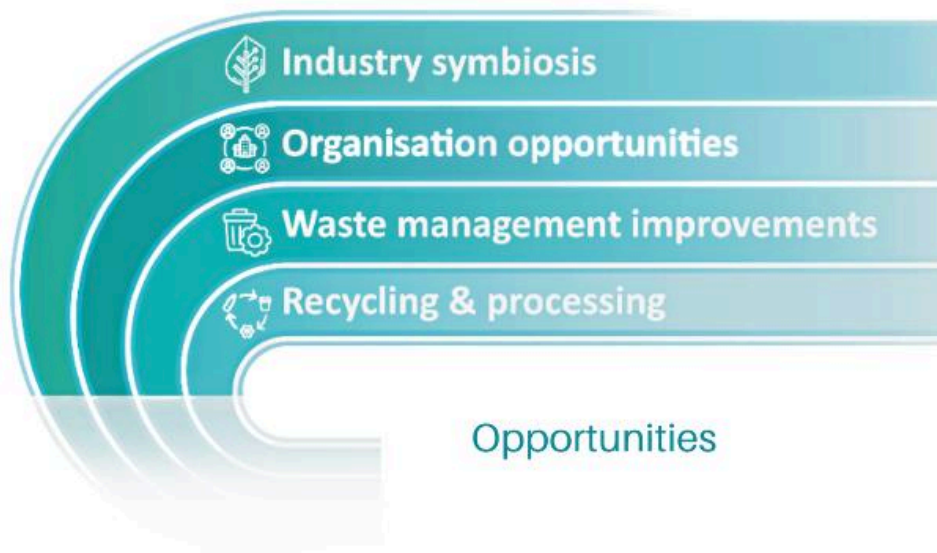 Industry symbiosis
Organisation opportunities
Waste management improvements
Recycling & processing
Opportunities